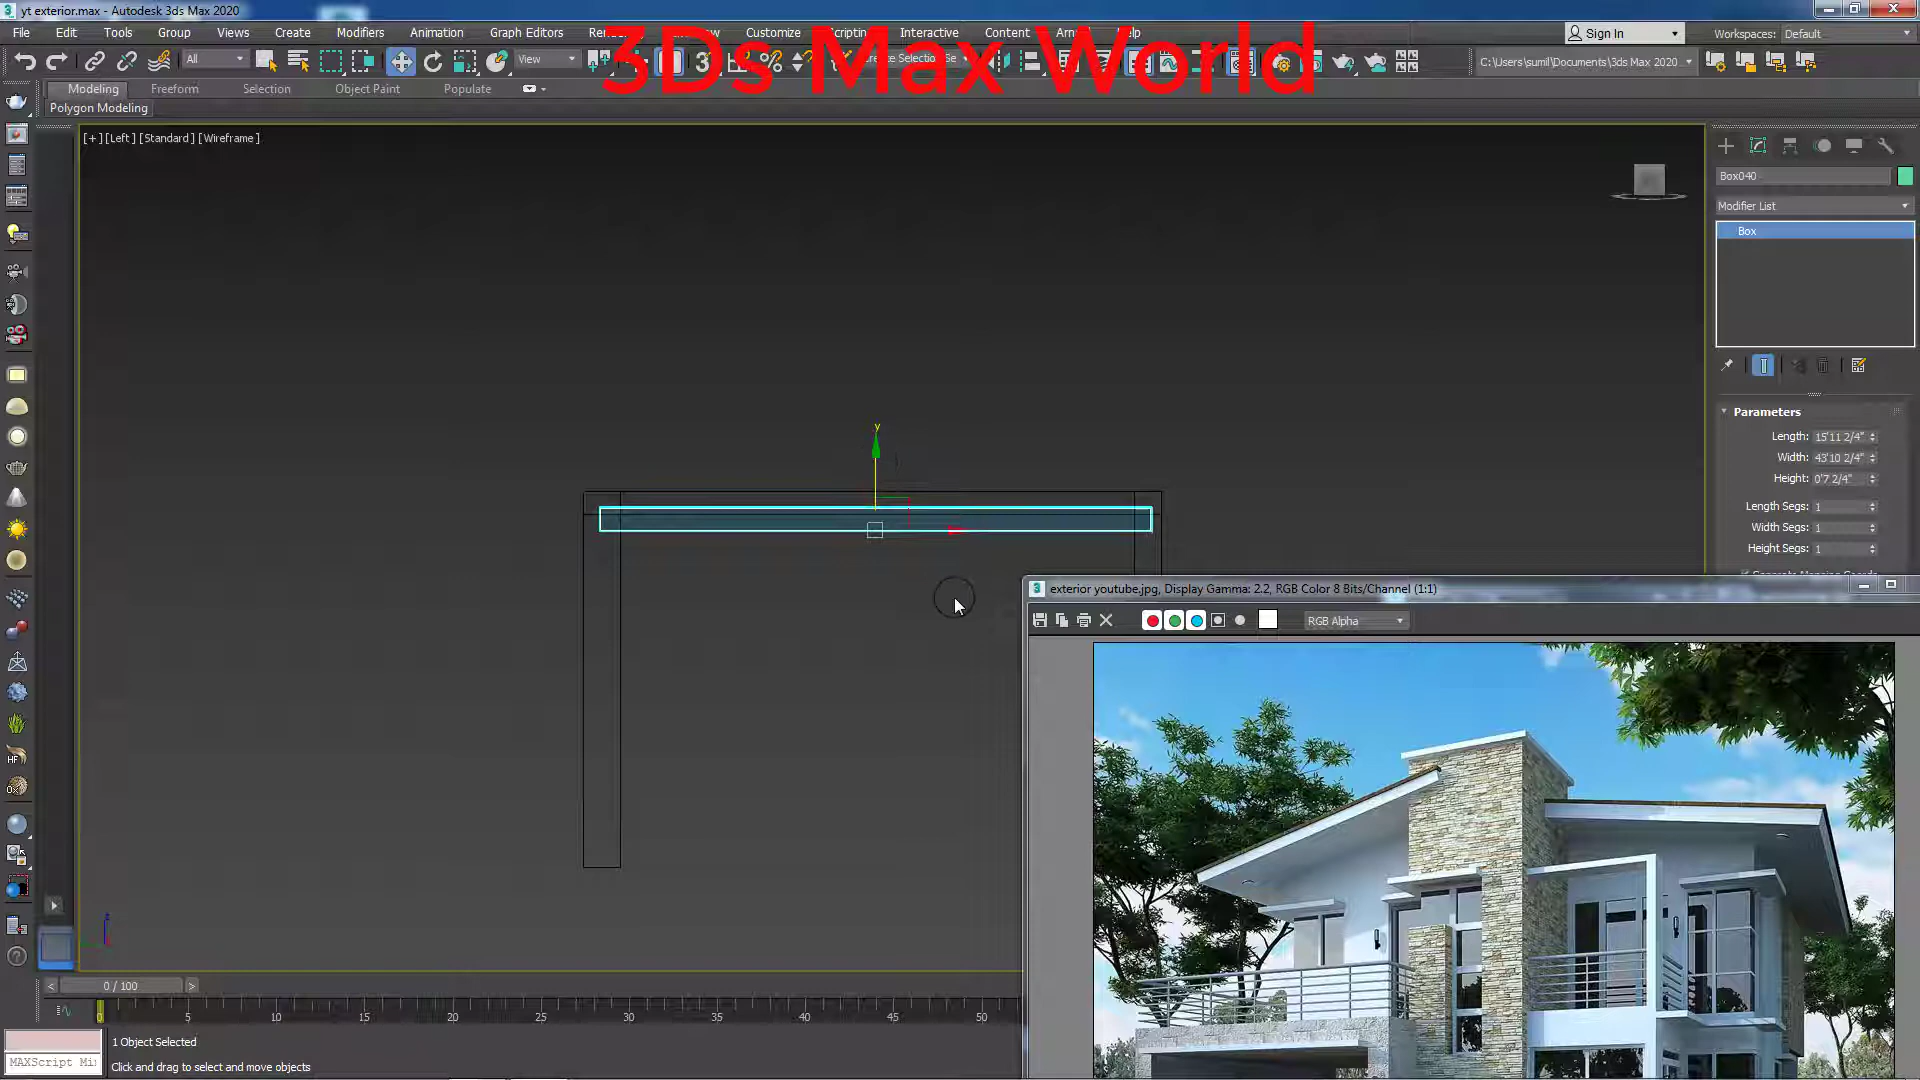 yt exterior.max - Autodesk 3ds Max 2020
File Edit Tools Group Views Create Modifiers Animation Graph Editors Customize Scripting Interactive Content Help
3Ds Max World
Sign In
Workspaces: Default
All
View
C:\Users\sumil\Documents\3ds Max 2020
Modeling Freeform Selection Object Paint Populate
Polygon Modeling
[+] [Left] [Standard] [Wireframe]
Box040
Modifier List
Box
y
Parameters
Length: 15'11 2/4"
Width: 43'10 2/4"
Height: 0'7 2/4"
Length Segs: 1
Width Segs: 1
Height Segs: 1
exterior youtube.jpg, Display Gamma: 2.2, RGB Color 8 Bits/Channel (1:1)
RGB Alpha
0 / 100
0 5 10 15 20 25 30 35 40 45 50
1 Object Selected
MAXScript Mi
Click and drag to select and move objects